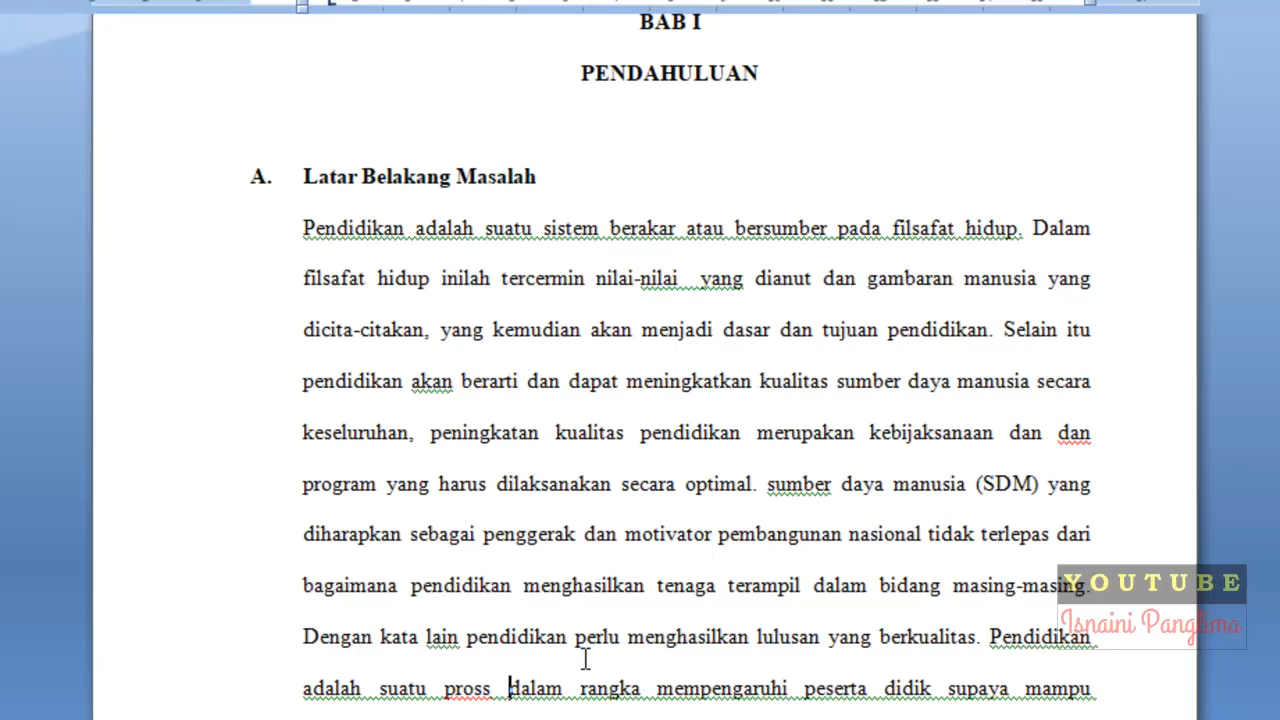 BAB I
PENDAHULUAN
A. Latar Belakang Masalah
Pendidikan adalah suatu sistem berakar atau bersumber pada filsafat hidup. Dalam
filsafat hidup inilah tercermin nilai-nilai yang dianut dan gambaran manusia yang
dicita-citakan, yang kemudian akan menjadi dasar dan tujuan pendidikan. Selain itu
pendidikan akan berarti dan dapat meningkatkan kualitas sumber daya manusia secara
keseluruhan, peningkatan kualitas pendidikan merupakan kebijaksanaan dan dan
program yang harus dilaksanakan secara optimal. sumber daya manusia (SDM) yang
diharapkan sebagai penggerak dan motivator pembangunan nasional tidak terlepas dari
bagaimana pendidikan menghasilkan tenaga terampil dalam bidang masing-masing.
Dengan kata lain pendidikan perlu menghasilkan lulusan yang berkualitas. Pendidikan
adalah suatu pross dalam rangka mempengaruhi peserta didik supaya mampu
YOUTUBE
Isnaini Panglima